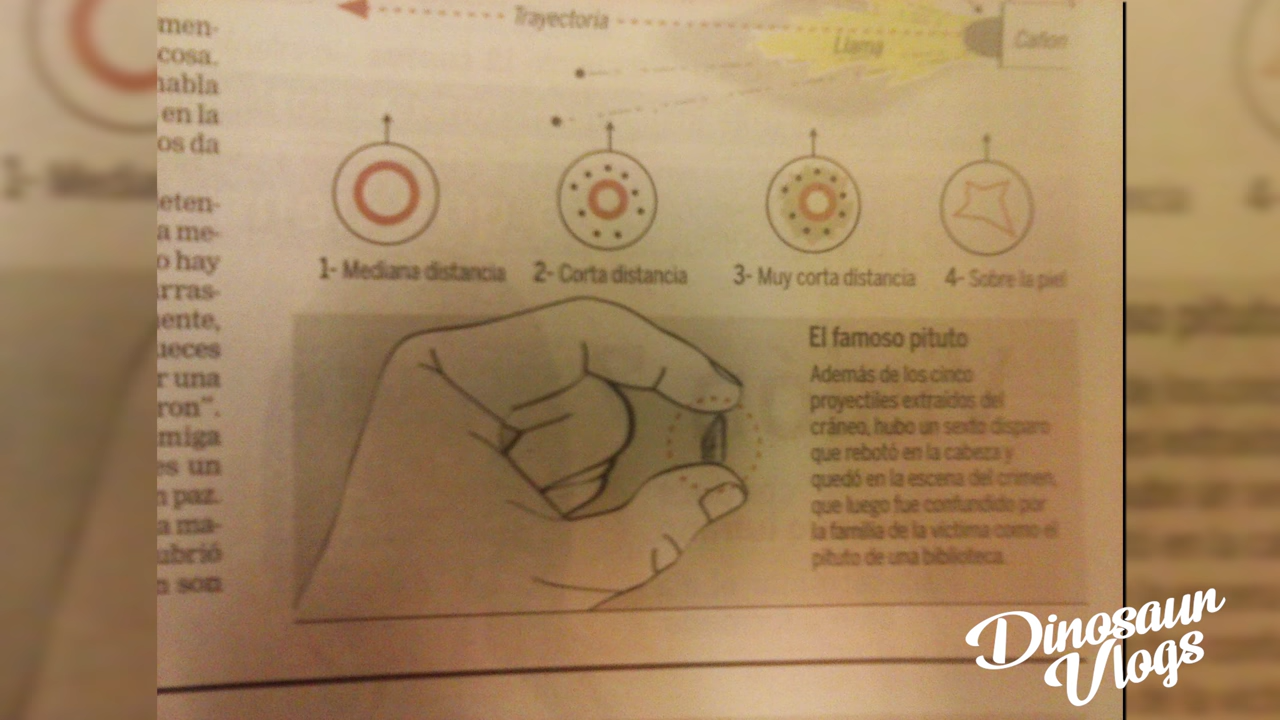 men-
cosa.
habla
en la
os da
eten-
a me-
o hay
rras-
ente,
ueces
r una
ron".
miga
es un
n paz.
a ma-
ubrió
n son
Trayectoria
Llama
Cañón
1- Mediana distancia
2- Corta distancia
3- Muy corta distancia
4- Sobre la piel
El famoso pituto
Además de los cinco
proyectiles extraídos del
cráneo, hubo un sexto disparo
que rebotó en la cabeza y
quedó en la escena del crimen,
que luego fue confundido por
la familia de la víctima como el
pituto de una biblioteca.
Dinosaun
Vlogs